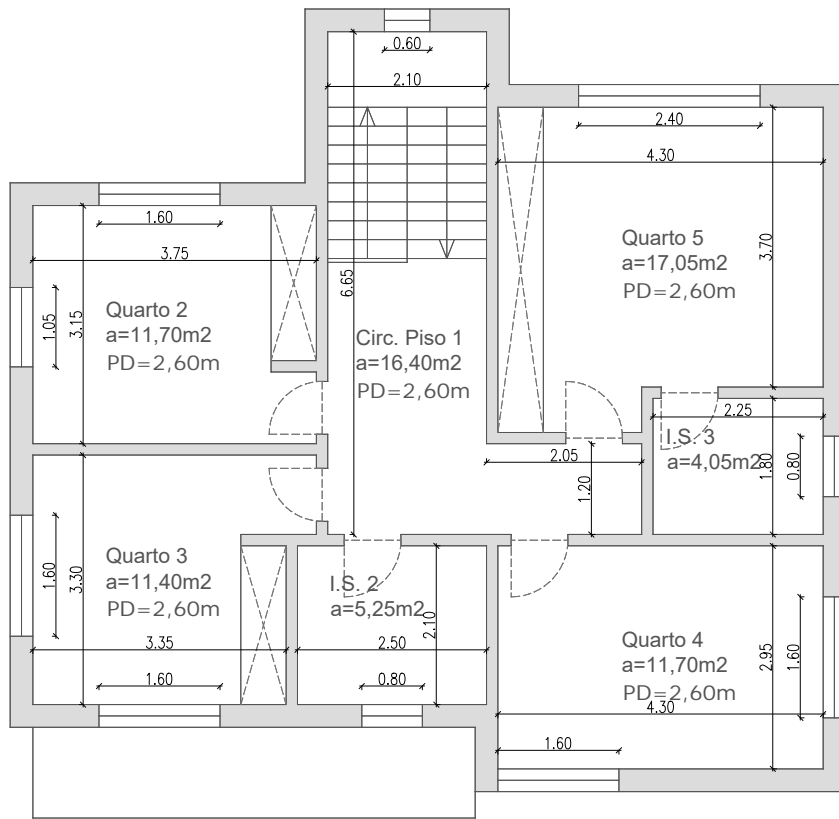 0.60
2.10
2.40
4.30
1.60
3.75
Quarto 5
a=17,05m2
PD=2,60m
3.70
6.65
1.05
3.15
Quarto 2
a=11,70m2
PD=2,60m
Circ. Piso 1
a=16,40m2
PD=2,60m
2.25
I.S. 3
a=4,05m2
1.80
0.80
2.05
1.20
Quarto 3
a=11,40m2
PD=2,60m
1.60
3.30
I.S. 2
a=5,25m2
2.10
3.35
2.50
1.60
0.80
Quarto 4
a=11,70m2
PD=2,60m
4.30
2.95
1.60
1.60